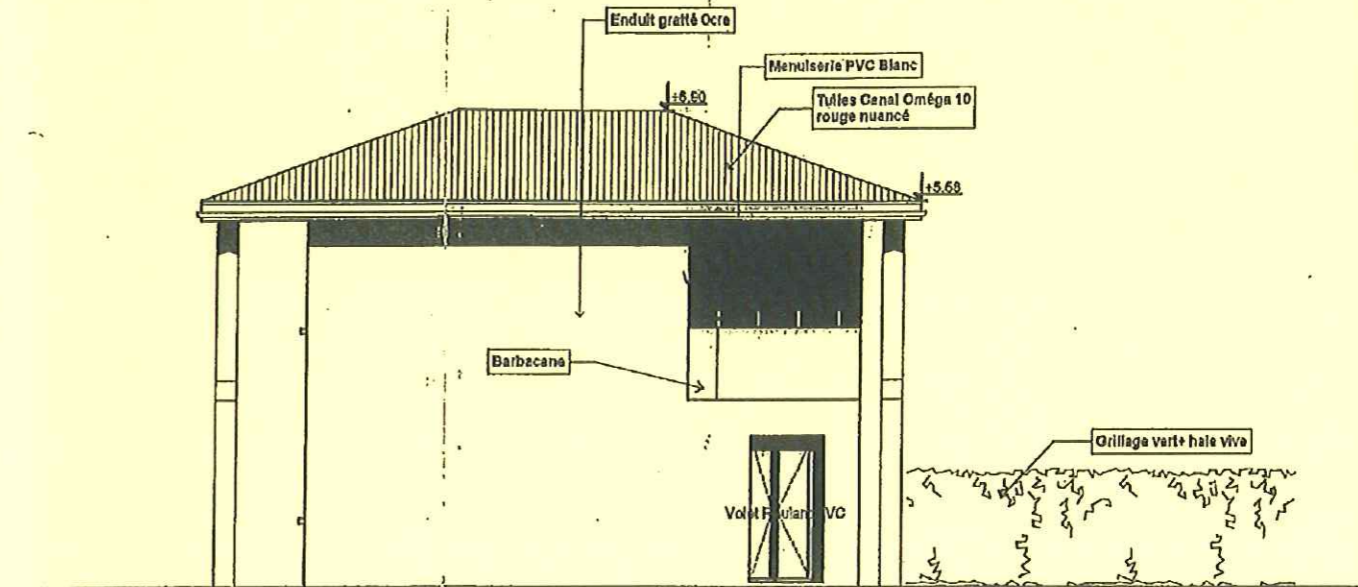 Enduit gratté Ocre
Menuiserie PVC Blanc
+6.90
Tuiles Canal Oméga 10
rouge nuancé
+5.68
Barbacane
Grillage vert+ haie vive
Volet Roulant PVC